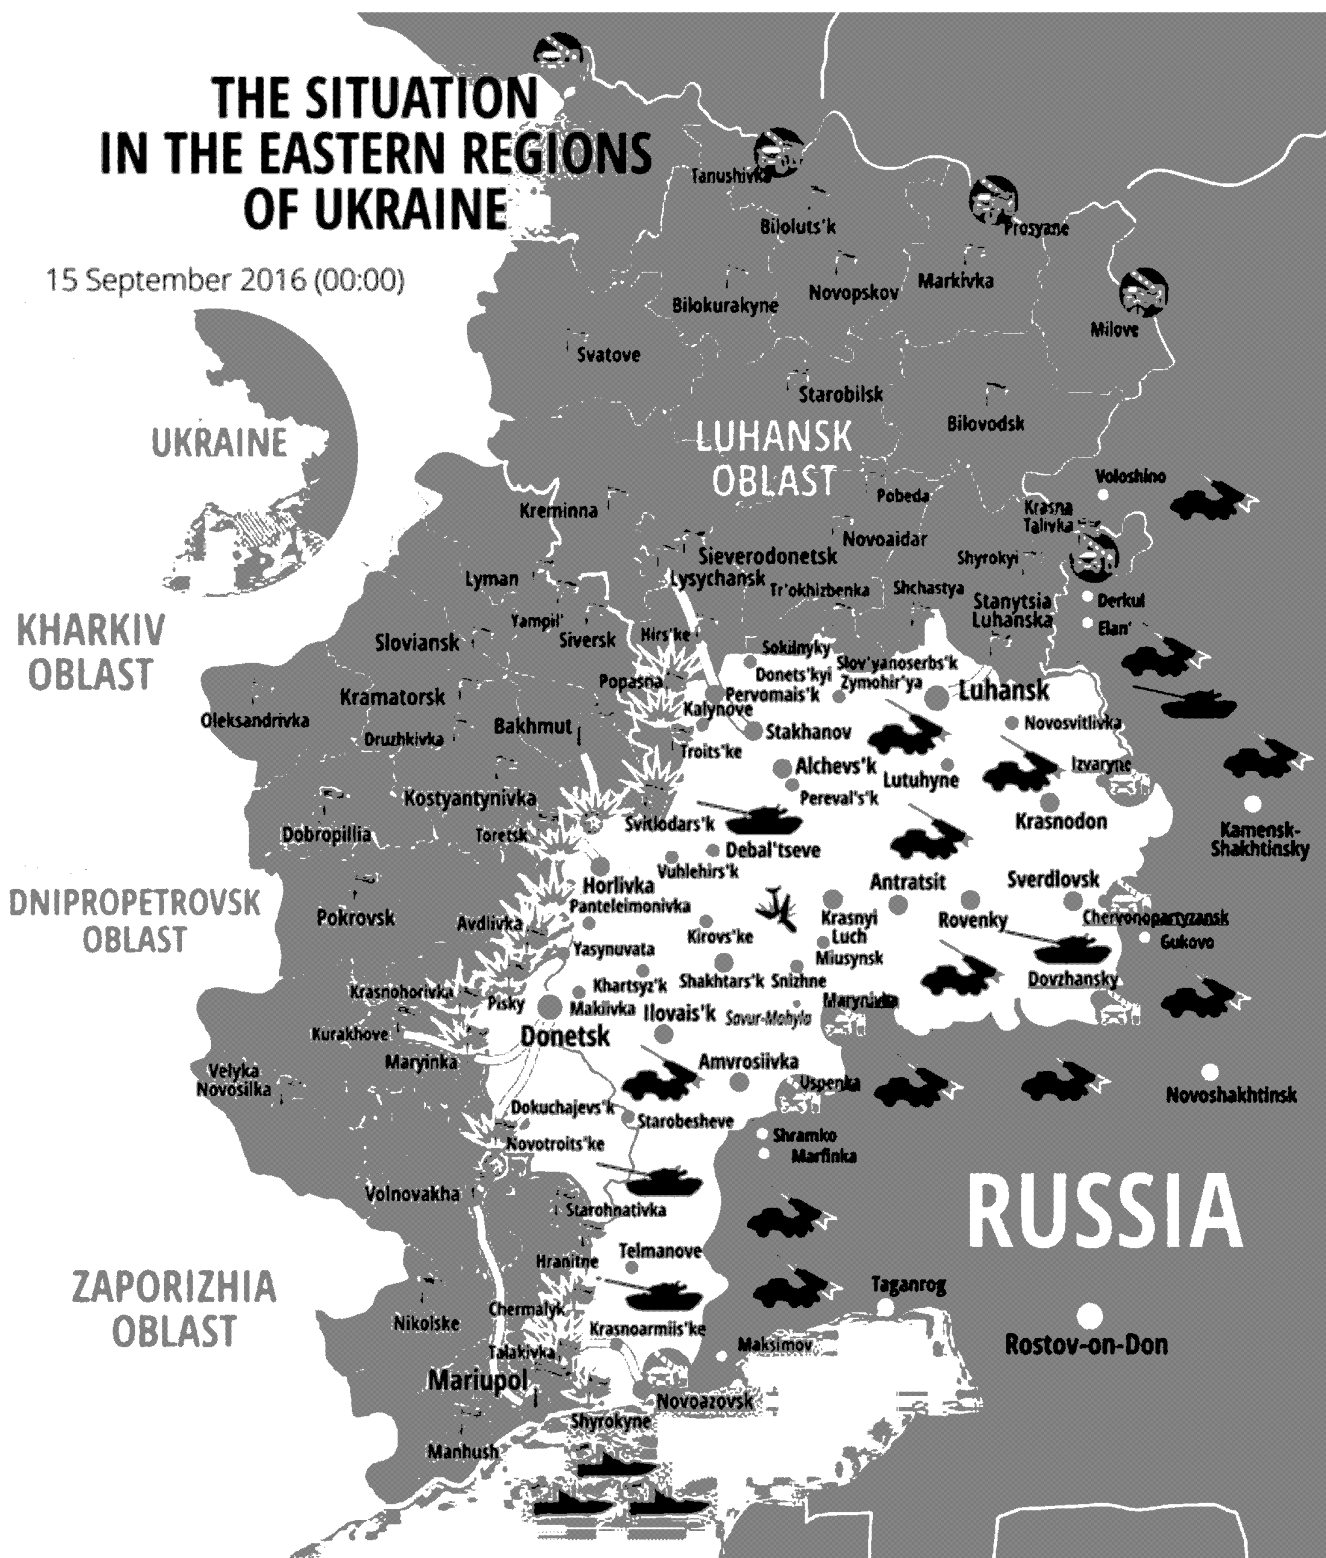 THE SITUATION
IN THE EASTERN REGIONS
OF UKRAINE
15 September 2016 (00:00)
UKRAINE
KHARKIV
OBLAST
DNIPROPETROVSK
OBLAST
ZAPORIZHIA
OBLAST
LUHANSK
OBLAST
RUSSIA
Tanushivka
Biloluts'k
Prosyane
Bilokurakyne
Novopskov
Markivka
Milove
Svatove
Starobilsk
Bilovodsk
Voloshino
Pobeda
Kreminna
Krasna
Talivka
Novoaidar
Sieverodonetsk
Shyrokyi
Lyman
Lysychansk
Tr'okhizbenka
Shchastya
Stanytsia
Luhanska
Derkul
Elan'
Yampil'
Siversk
Hirs'ke
Sloviansk
Sokilnyky
Donets'kyi
Slov'yanoserbs'k
Zymohir'ya
Popasna
Pervomais'k
Luhansk
Kramatorsk
Kalynove
Oleksandrivka
Bakhmut
Stakhanov
Novosvitlivka
Druzhkivka
Troits'ke
Alchevs'k
Lutuhyne
Izvaryne
Kostyantynivka
Pereval's'k
Krasnodon
Kamensk-
Shakhtinsky
Dobropillia
Toretsk
Svitlodars'k
Debal'tseve
Vuhlehirs'k
Horlivka
Antratsit
Sverdlovsk
Panteleimonivka
Pokrovsk
Avdiivka
Krasnyi
Luch
Rovenky
Chervonopartyzansk
Kirovs'ke
Gukovo
Yasynuvata
Miusynsk
Khartsyz'k
Shakhtars'k
Snizhne
Dovzhansky
Krasnohorivka
Pisky
Makiivka
Ilovais'k
Savur-Mohyla
Marynivka
Kurakhove
Donetsk
Maryinka
Amvrosiivka
Velyka
Novosilka
Uspenka
Novoshakhtinsk
Dokuchajevs'k
Starobesheve
Shramko
Novotroits'ke
Marfinka
Volnovakha
Starohnativka
Hranitne
Telmanove
Taganrog
Chermalyk
Nikolske
Krasnoarmiis'ke
Maksimov
Rostov-on-Don
Talakivka
Mariupol
Novoazovsk
Shyrokyne
Manhush